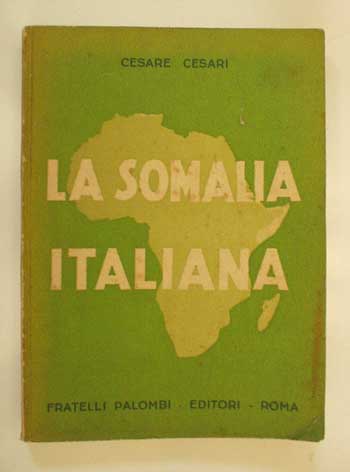 CESARE CESARI
LA SOMALIA
ITALIANA
FRATELLI PALOMBI - EDITORI - ROMA